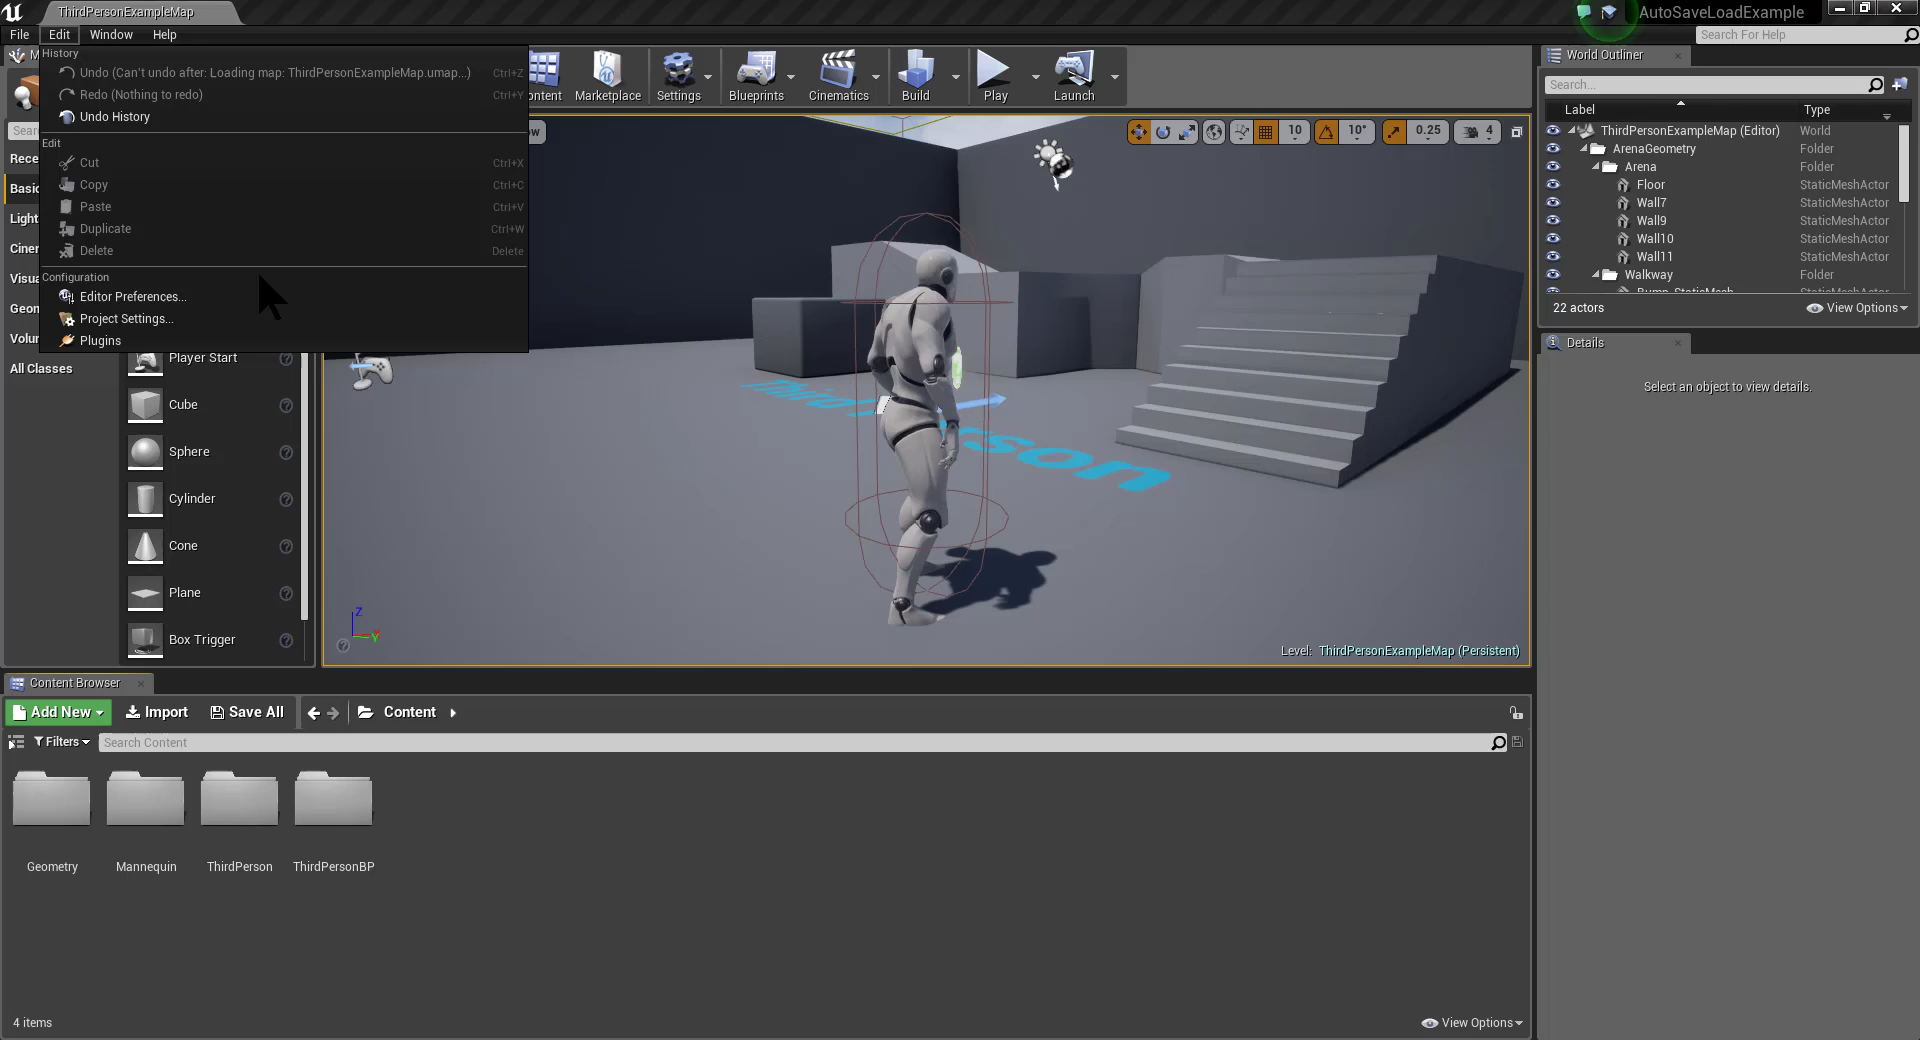 ThirdPersonExampleMap
AutoSaveLoadExample
File Edit Window Help
Search For Help
History
Undo (Can't undo after: Loading map: ThirdPersonExampleMap.umap...) Ctrl+Z
Redo (Nothing to redo) Ctrl+Y
Undo History
Edit
Cut Ctrl+X
Copy Ctrl+C
Paste Ctrl+V
Duplicate Ctrl+W
Delete Delete
Configuration
Editor Preferences...
Project Settings...
Plugins
Marketplace Settings Blueprints Cinematics Build Play Launch
10 10° 0.25 4
All Classes
Player Start
Cube
Sphere
Cylinder
Cone
Plane
Box Trigger
Z
Y
Level: ThirdPersonExampleMap (Persistent)
World Outliner
Search...
Label Type
ThirdPersonExampleMap (Editor) World
ArenaGeometry Folder
Arena Folder
Floor StaticMeshActor
Wall7 StaticMeshActor
Wall9 StaticMeshActor
Wall10 StaticMeshActor
Wall11 StaticMeshActor
Walkway Folder
Bump_StaticMesh
22 actors View Options
Details
Select an object to view details.
Content Browser
Add New Import Save All Content
Filters Search Content
Geometry Mannequin ThirdPerson ThirdPersonBP
4 items View Options